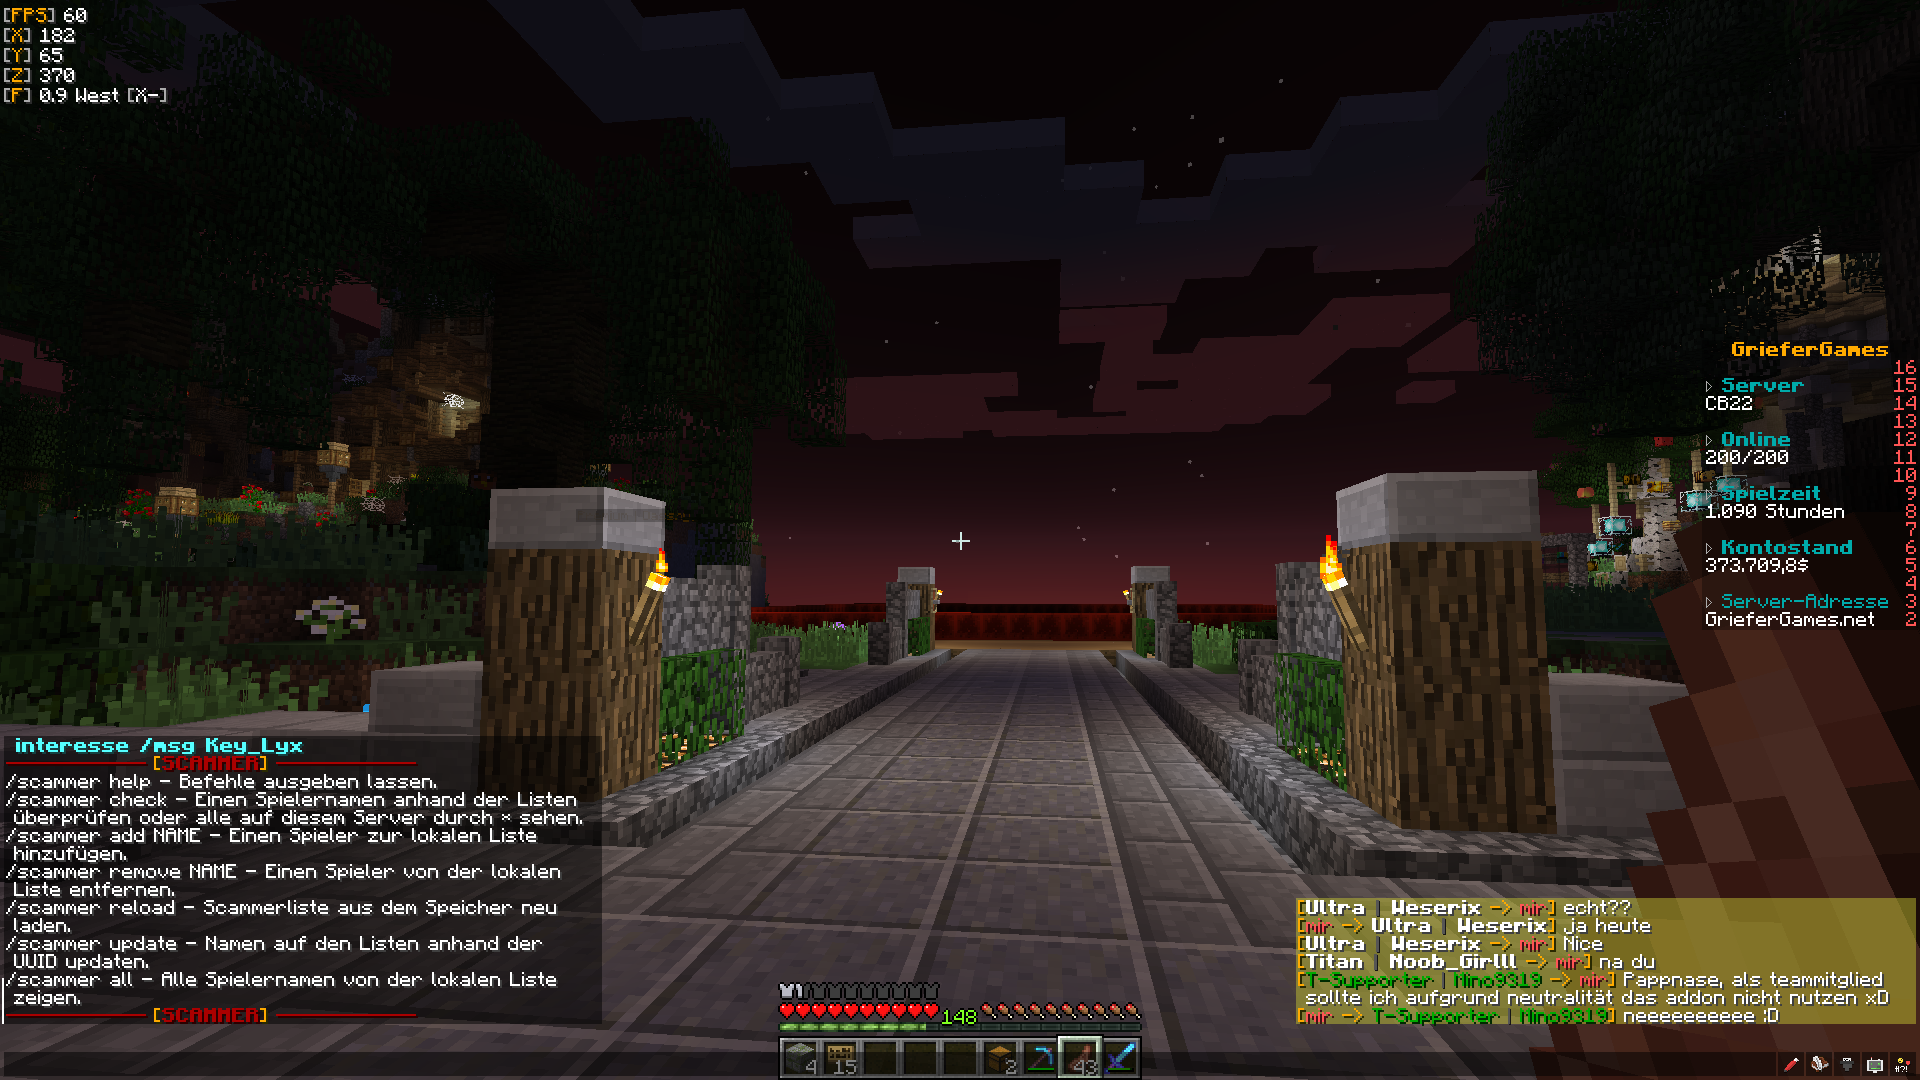 [FPS] 60
[X] 182
[Y] 65
[Z] 370
[F] 0.9 West [X-]
GrieferGames
16
▷ Server 15
CB22 14
13
▷ Online 12
200/200 11
10
▷ Spielzeit 9
1.090 Stunden 8
7
▷ Kontostand 6
373.709,8$ 5
4
▷ Server-Adresse 3
GrieferGames.net 2
interesse /msg Key_Lyx
[SCAMMER]
/scammer help - Befehle ausgeben lassen.
/scammer check - Einen Spielernamen anhand der Listen
überprüfen oder alle auf diesem Server durch * sehen.
/scammer add NAME - Einen Spieler zur lokalen Liste
hinzufügen.
/scammer remove NAME - Einen Spieler von der lokalen
Liste entfernen.
/scammer reload - Scammerliste aus dem Speicher neu
laden.
/scammer update - Namen auf den Listen anhand der
UUID updaten.
/scammer all - Alle Spielernamen von der lokalen Liste
zeigen.
[SCAMMER]
[Ultra | Weserix -> mir] echt??
[mir -> Ultra | Weserix] Ja heute
[Ultra | Weserix -> mir] Nice
[Titan | Noob_Girlll -> mir] na du
[T-Supporter | Nino9319 -> mir] Pappnase, als teammitglied
sollte ich aufgrund neutralität das addon nicht nutzen xD
[mir -> T-Supporter | Nino9319] neeeeeeeeee :D
148
4 15 2 43